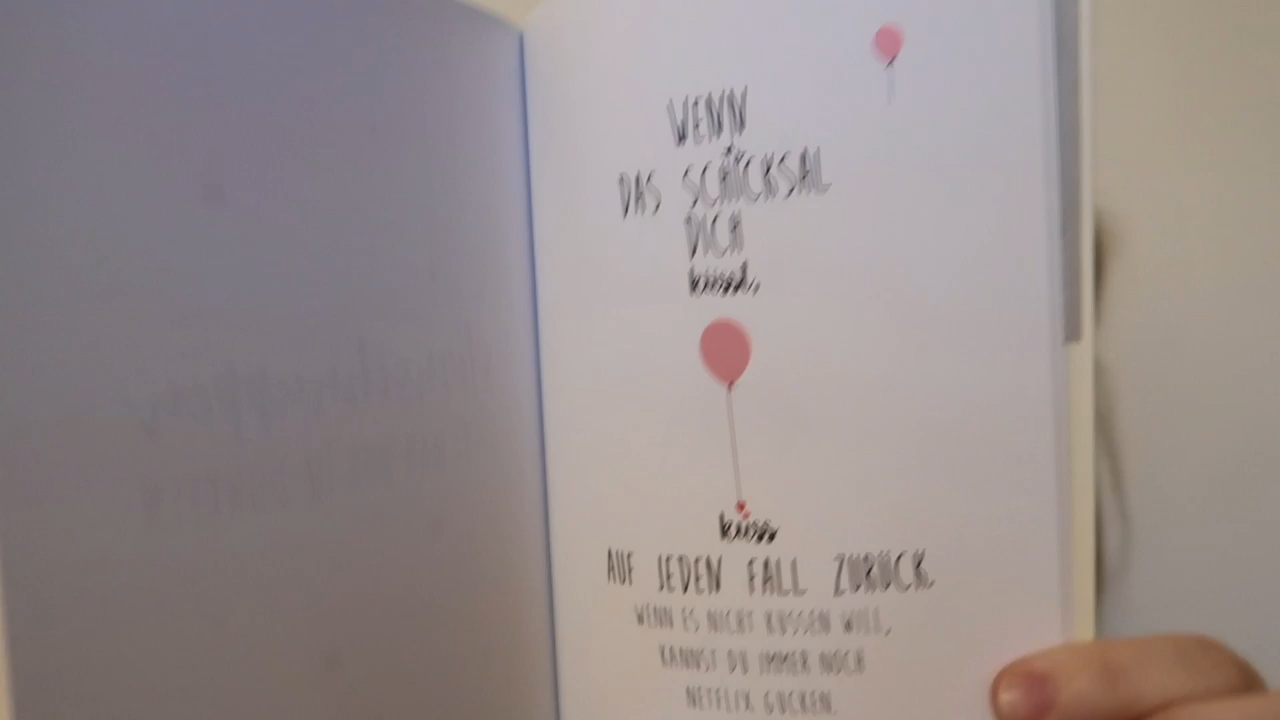 WENN
DAS SCHICKSAL
DICH
küsst,
küss
AUF JEDEN FALL ZURÜCK.
WENN ES NICHT KÜSSEN WILL,
KANNST DU IMMER NOCH
NETFLIX GUCKEN.